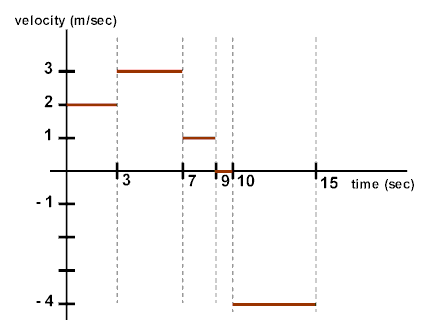 velocity (m/sec)
3
2
1
3 7 9 10 15 time (sec)
- 1
- 4